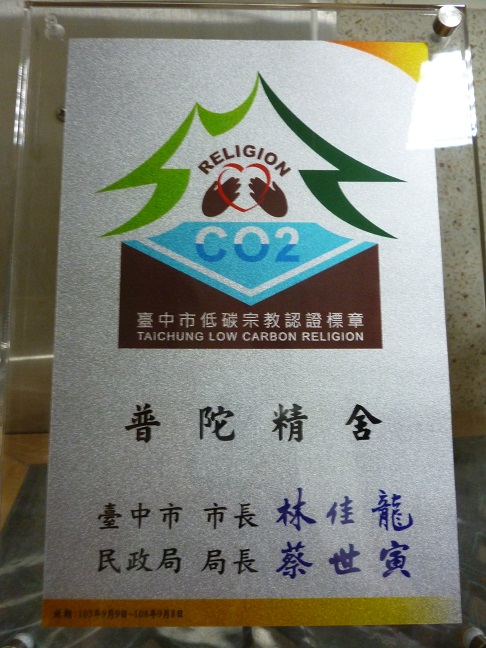 RELIGION
CO2
臺中市低碳宗教認證標章
TAICHUNG LOW CARBON RELIGION
普陀精舍
臺中市 市長 林佳龍
民政局 局長 蔡世寅